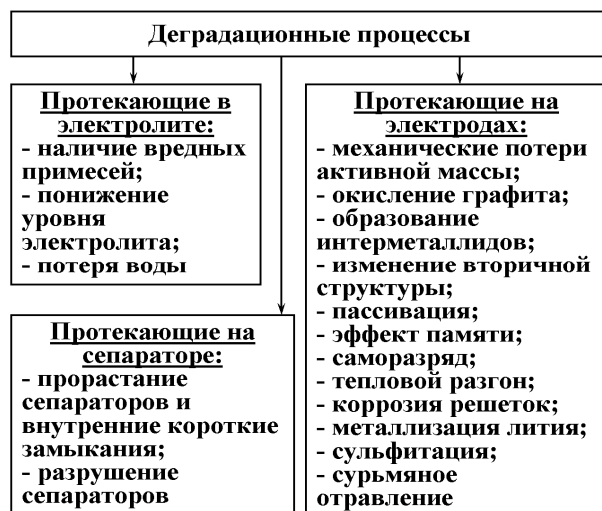 Деградационные процессы
Протекающие в
электролите:
- наличие вредных
примесей;
- понижение
уровня
электролита;
- потеря воды
Протекающие на
сепараторе:
- прорастание
сепараторов и
внутренние короткие
замыкания;
- разрушение
сепараторов
Протекающие на
электродах:
- механические потери
активной массы;
- окисление графита;
- образование
интерметаллидов;
- изменение вторичной
структуры;
- пассивация;
- эффект памяти;
- саморазряд;
- тепловой разгон;
- коррозия решеток;
- металлизация лития;
- сульфитация;
- сурьмяное
отравление